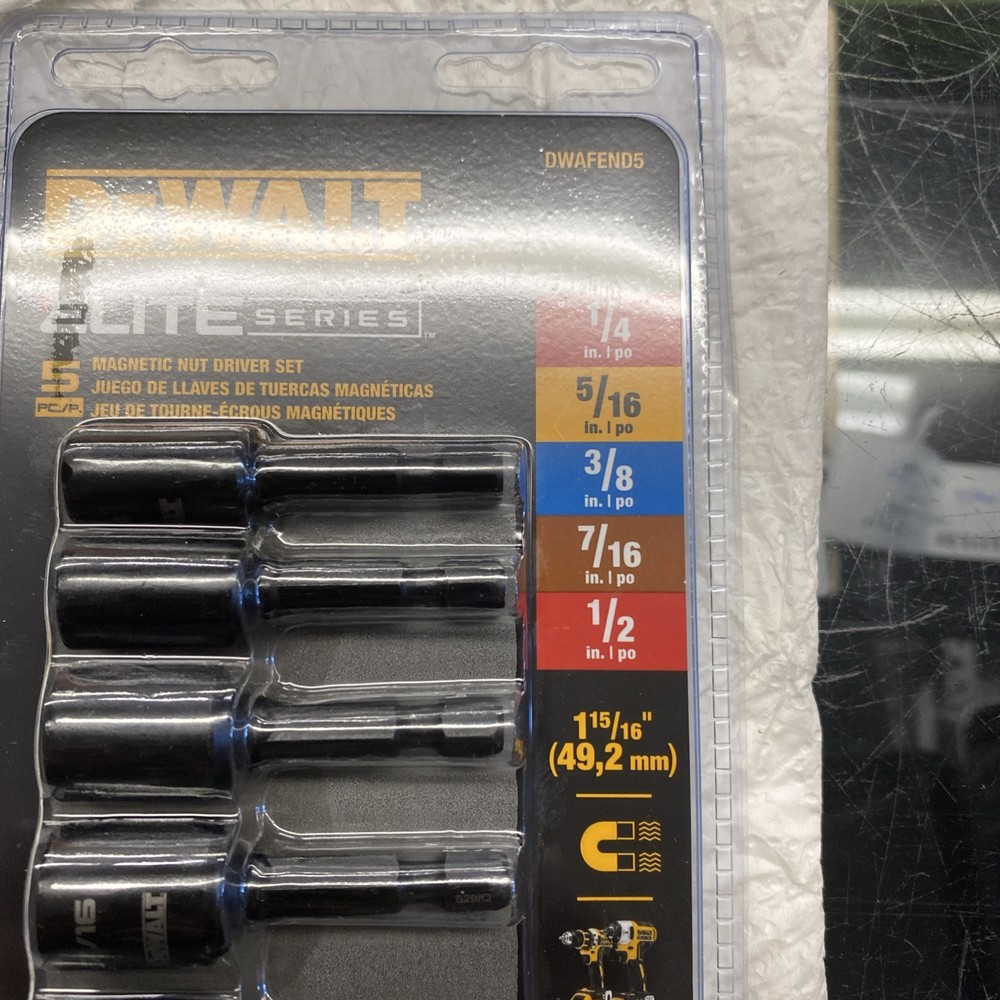 DWAFEND5
DEWALT
ELITE SERIES™
5 PC./P.
MAGNETIC NUT DRIVER SET
JUEGO DE LLAVES DE TUERCAS MAGNÉTICAS
JEU DE TOURNE-ÉCROUS MAGNÉTIQUES
1/4
in. | po
5/16
in. | po
3/8
in. | po
7/16
in. | po
1/2
in. | po
1 15/16"
(49,2 mm)
/16
DEWALT